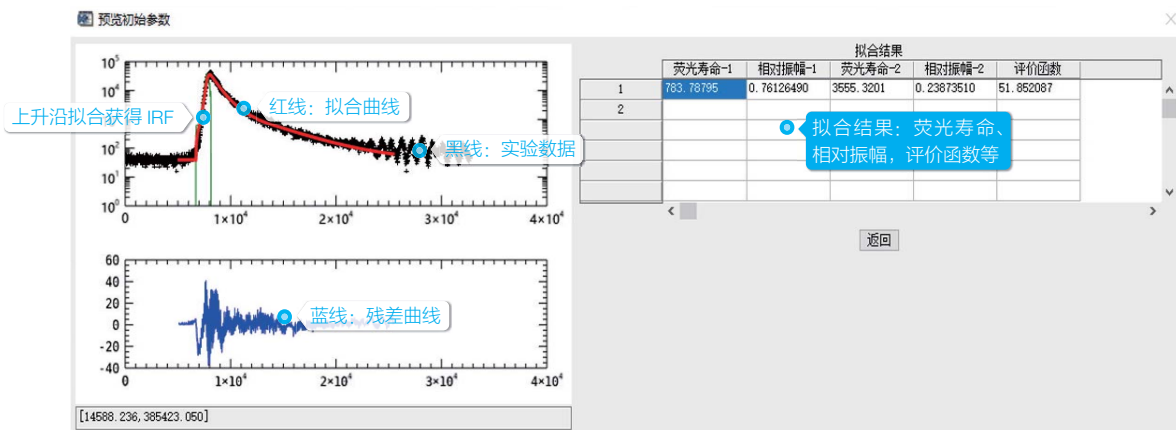 预览初始参数
10⁵
10⁴
10²
10¹
10⁰
0
1×10⁴
2×10⁴
3×10⁴
4×10⁴
上升沿拟合获得 IRF
红线：拟合曲线
黑线：实验数据
60
40
20
0
-20
-40
0
1×10⁴
2×10⁴
3×10⁴
4×10⁴
蓝线：残差曲线
[14588.236,385423.050]
拟合结果
荧光寿命-1 相对振幅-1 荧光寿命-2 相对振幅-2 评价函数
1 783.78795 0.76126490 3555.3201 0.23873510 51.852087
2
拟合结果：荧光寿命、
相对振幅，评价函数等
返回